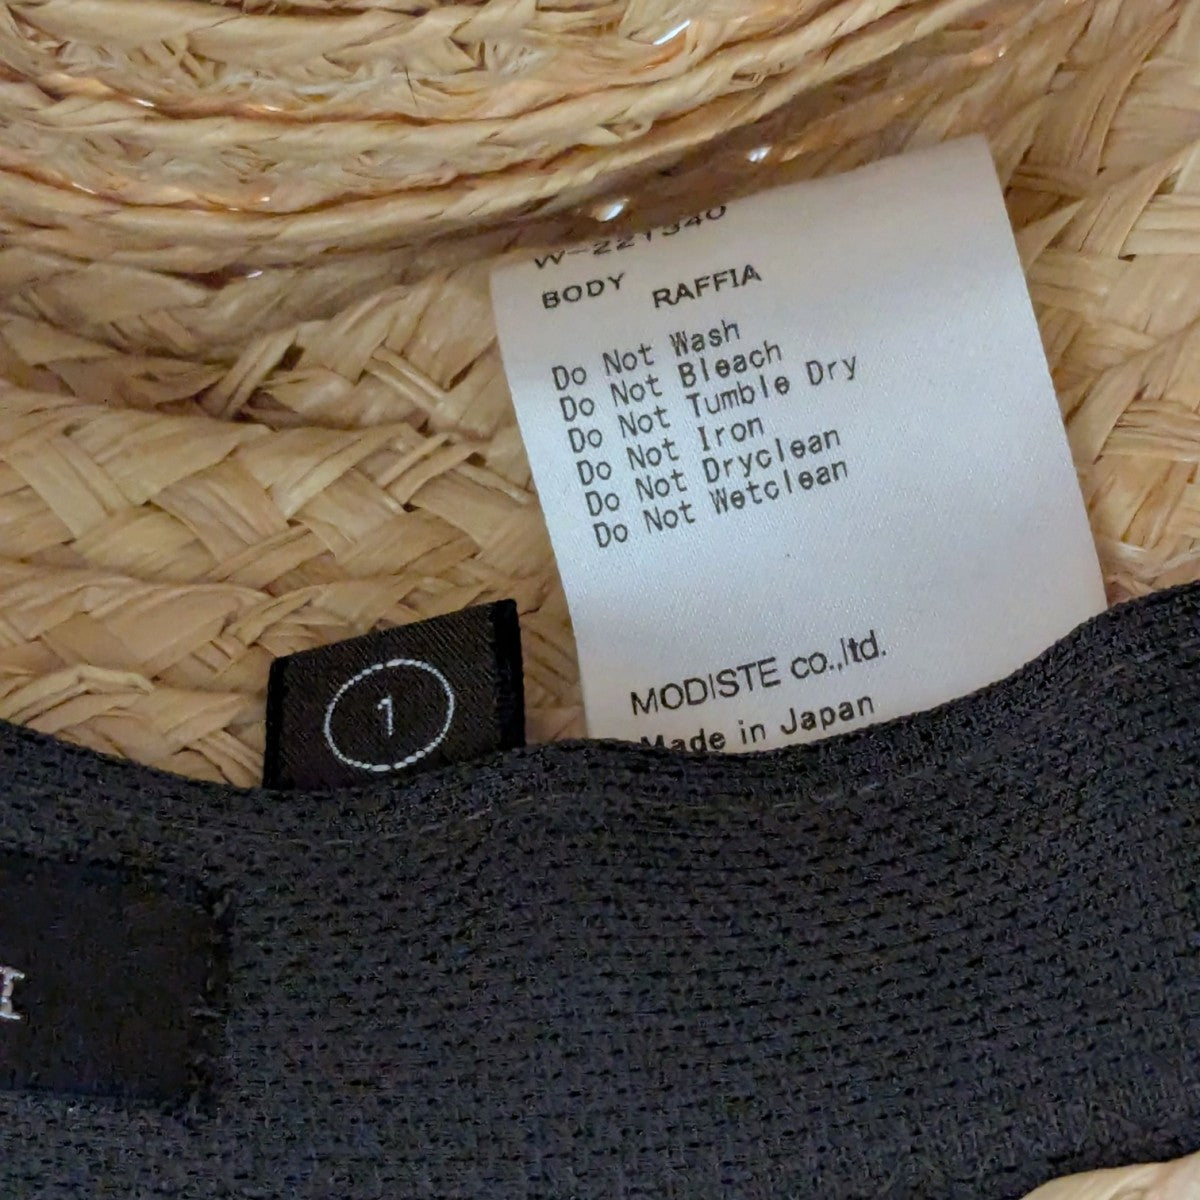 W-221340
BODY RAFFIA
Do Not Wash
Do Not Bleach
Do Not Tumble Dry
Do Not Iron
Do Not Dryclean
Do Not Wetclean
MODISTE co.,ltd.
Made in Japan
1